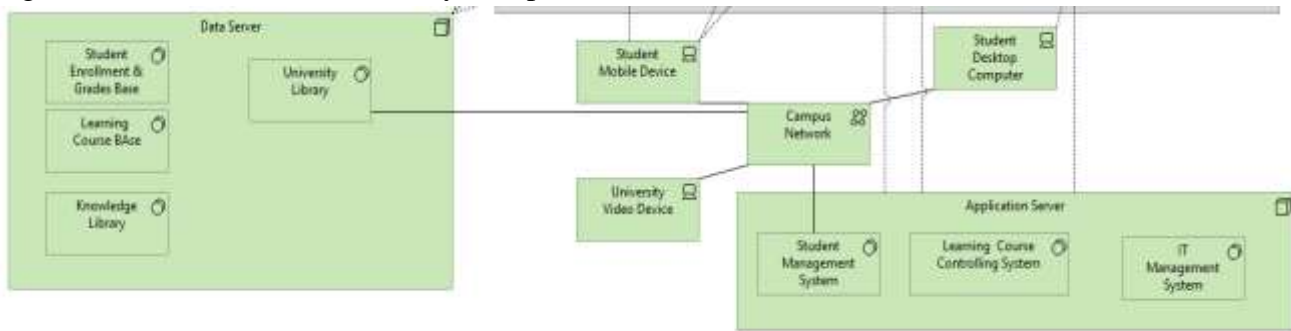 Data Server
Student
Enrollment &
Grades Base
University
Library
Learning
Course BAse
Knowledge
Library
Student
Mobile Device
Student
Desktop
Computer
Campus
Network
University
Video Device
Application Server
Student
Management
System
Learning Course
Controlling System
IT
Management
System